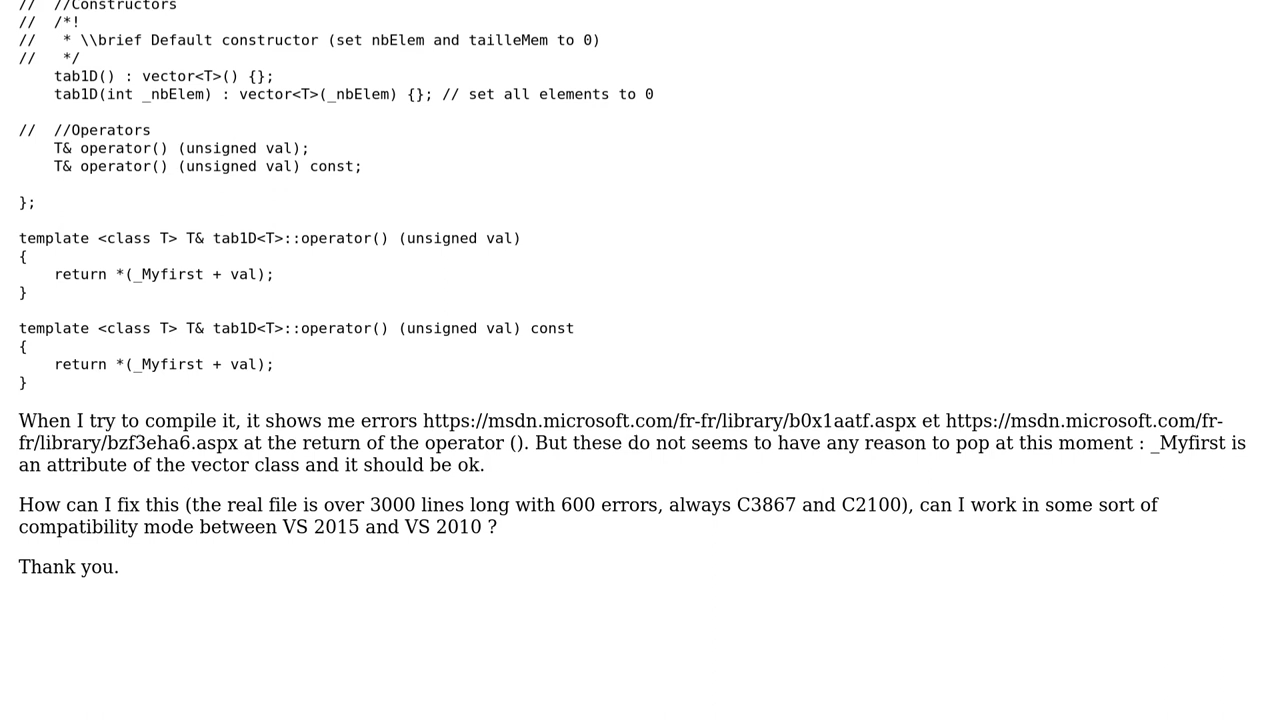 //  //Constructors
//  /*!
//   * \\brief Default constructor (set nbElem and tailleMem to 0)
//   */
    tab1D() : vector<T>() {};
    tab1D(int _nbElem) : vector<T>(_nbElem) {}; // set all elements to 0
//  //Operators
    T& operator() (unsigned val);
    T& operator() (unsigned val) const;
};
template <class T> T& tab1D<T>::operator() (unsigned val)
{
    return *(_Myfirst + val);
}
template <class T> T& tab1D<T>::operator() (unsigned val) const
{
    return *(_Myfirst + val);
}
When I try to compile it, it shows me errors https://msdn.microsoft.com/fr-fr/library/b0x1aatf.aspx et https://msdn.microsoft.com/fr-
fr/library/bzf3eha6.aspx at the return of the operator (). But these do not seems to have any reason to pop at this moment : _Myfirst is
an attribute of the vector class and it should be ok.
How can I fix this (the real file is over 3000 lines long with 600 errors, always C3867 and C2100), can I work in some sort of
compatibility mode between VS 2015 and VS 2010 ?
Thank you.